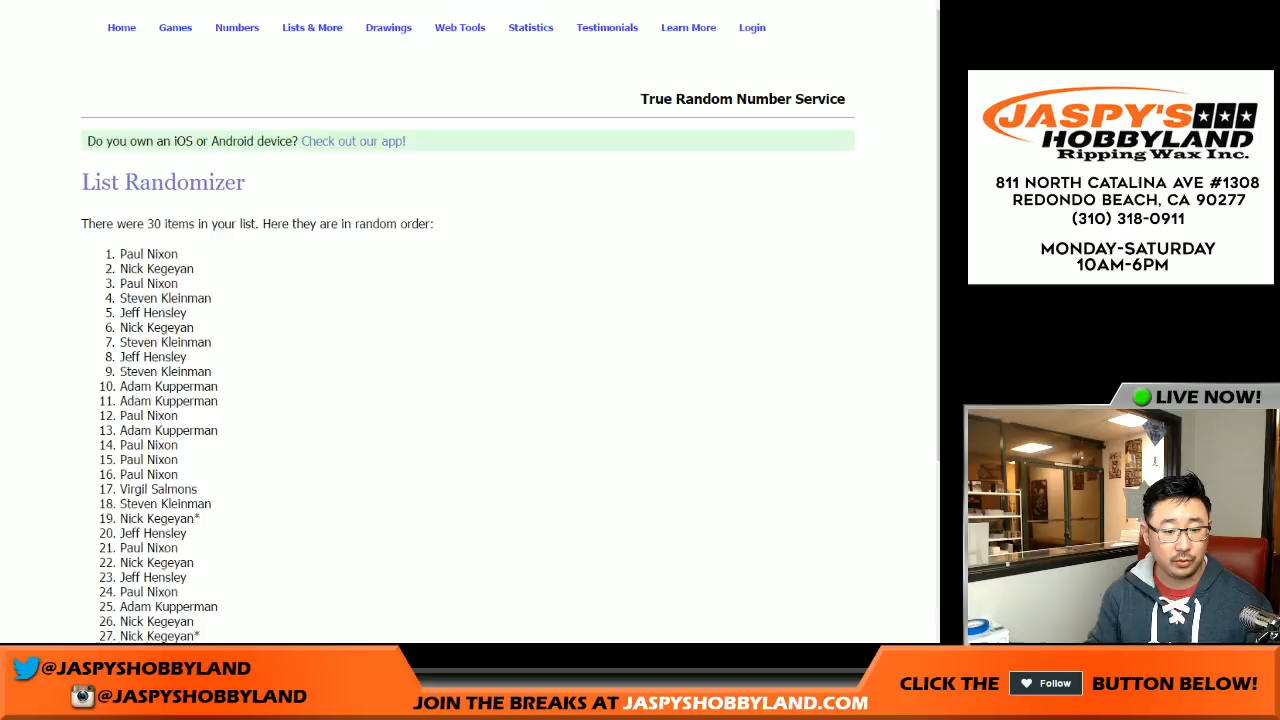 Home Games Numbers Lists & More Drawings Web Tools Statistics Testimonials Learn More Login
True Random Number Service
Do you own an iOS or Android device? Check out our app!
List Randomizer
There were 30 items in your list. Here they are in random order:
1. Paul Nixon
2. Nick Kegeyan
3. Paul Nixon
4. Steven Kleinman
5. Jeff Hensley
6. Nick Kegeyan
7. Steven Kleinman
8. Jeff Hensley
9. Steven Kleinman
10. Adam Kupperman
11. Adam Kupperman
12. Paul Nixon
13. Adam Kupperman
14. Paul Nixon
15. Paul Nixon
16. Paul Nixon
17. Virgil Salmons
18. Steven Kleinman
19. Nick Kegeyan*
20. Jeff Hensley
21. Paul Nixon
22. Nick Kegeyan
23. Jeff Hensley
24. Paul Nixon
25. Adam Kupperman
26. Nick Kegeyan
27. Nick Kegeyan*
JASPY'S
HOBBYLAND
Ripping Wax Inc.
811 NORTH CATALINA AVE #1308
REDONDO BEACH, CA 90277
(310) 318-0911
MONDAY-SATURDAY
10AM-6PM
LIVE NOW!
@JASPYSHOBBYLAND
@JASPYSHOBBYLAND
JOIN THE BREAKS AT JASPYSHOBBYLAND.COM
CLICK THE Follow BUTTON BELOW!